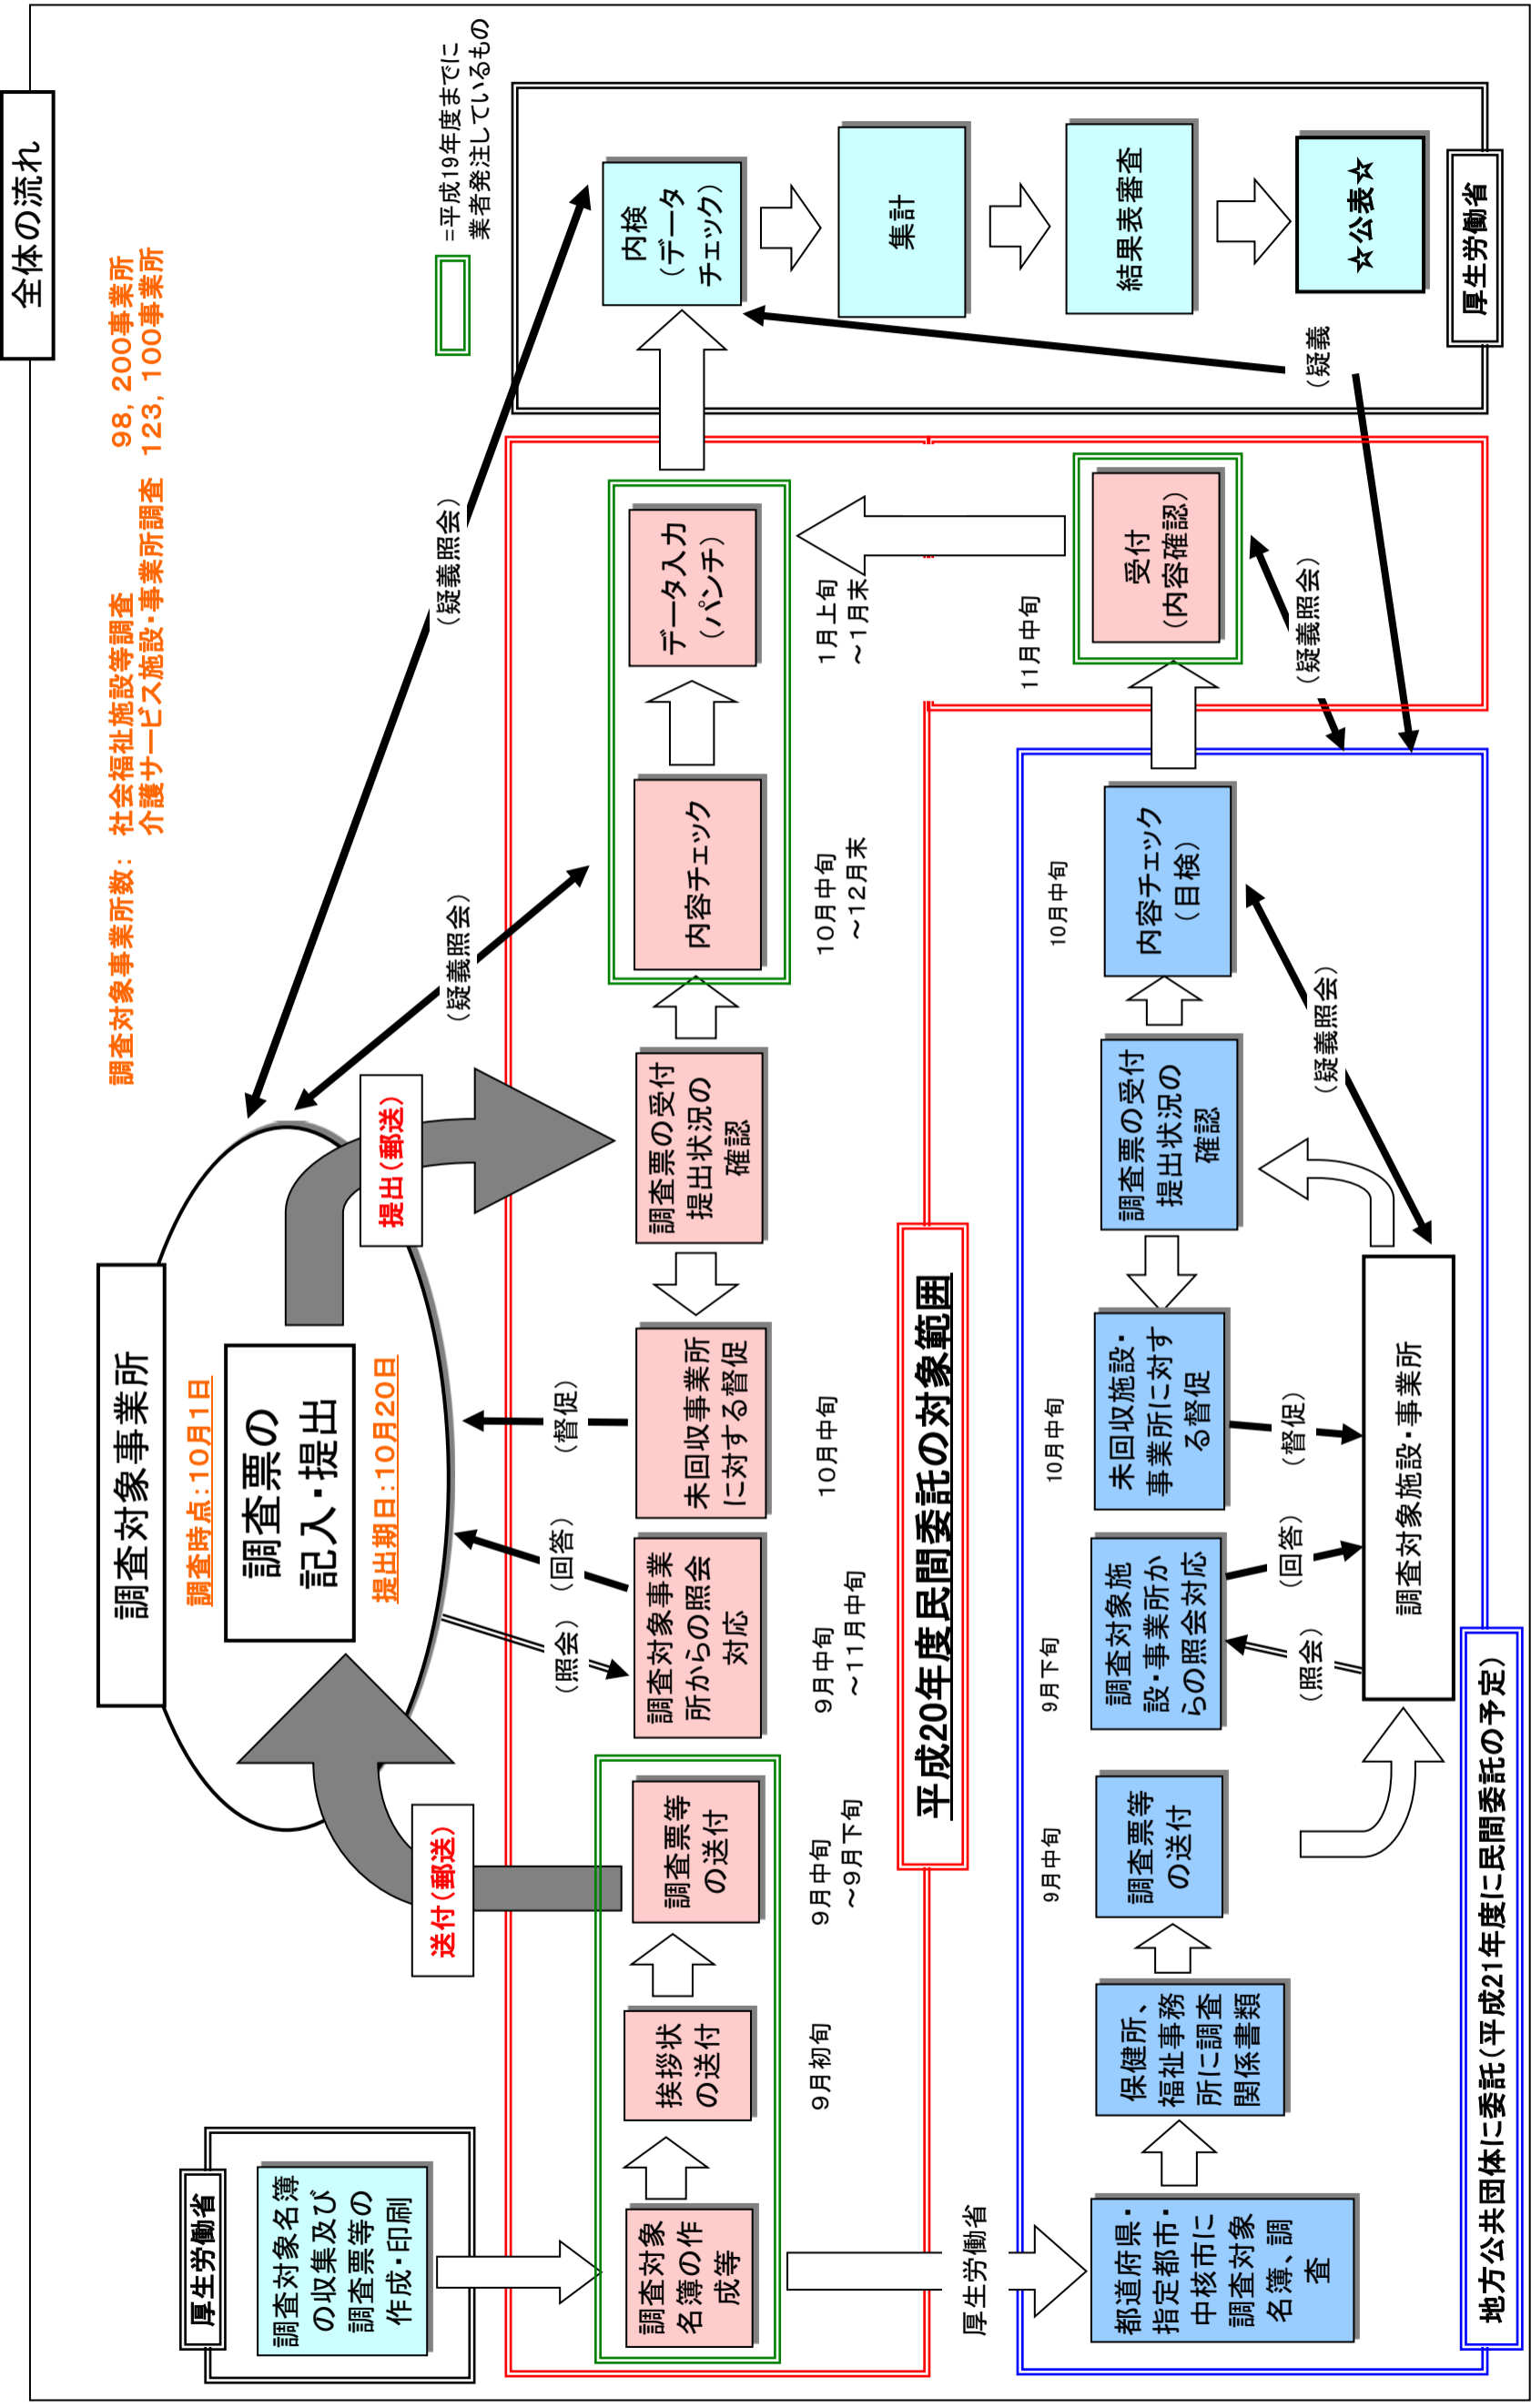 全体の流れ
調査対象事業所数： 社会福祉施設等調査 98，200事業所
介護サービス施設・事業所調査 123，100事業所
=平成19年度までに
業者発注しているもの
厚生労働省
調査対象名簿
の収集及び
調査票等の
作成・印刷
調査対象事業所
調査時点：10月1日
調査票の
記入・提出
提出期日：10月20日
送付（郵送）
提出（郵送）
（照会）
（回答）
（督促）
（疑義照会）
（疑義照会）
調査対象
名簿の作
成等
挨拶状
の送付
9月初旬
調査票等
の送付
9月中旬
～9月下旬
調査対象事業
所からの照会
対応
9月中旬
～11月中旬
未回収事業所
に対する督促
10月中旬
調査票の受付
提出状況の
確認
内容チェック
10月中旬
～12月末
データ入力
（パンチ）
1月上旬
～1月末
平成20年度民間委託の対象範囲
内検
（データ
チェック）
集計
結果表審査
☆公表☆
厚生労働省
（疑義
厚生労働省
都道府県・
指定都市・
中核市に
調査対象
名簿、調
査
保健所、
福祉事務
所に調査
関係書類
9月中旬
調査票等
の送付
9月下旬
調査対象施
設・事業所か
らの照会対応
10月中旬
未回収施設・
事業所に対す
る督促
調査票の受付
提出状況の
確認
10月中旬
内容チェック
（目検）
11月中旬
受付
（内容確認）
（疑義照会）
（照会）
（回答）
（督促）
（疑義照会）
調査対象施設・事業所
地方公共団体に委託（平成21年度に民間委託の予定）